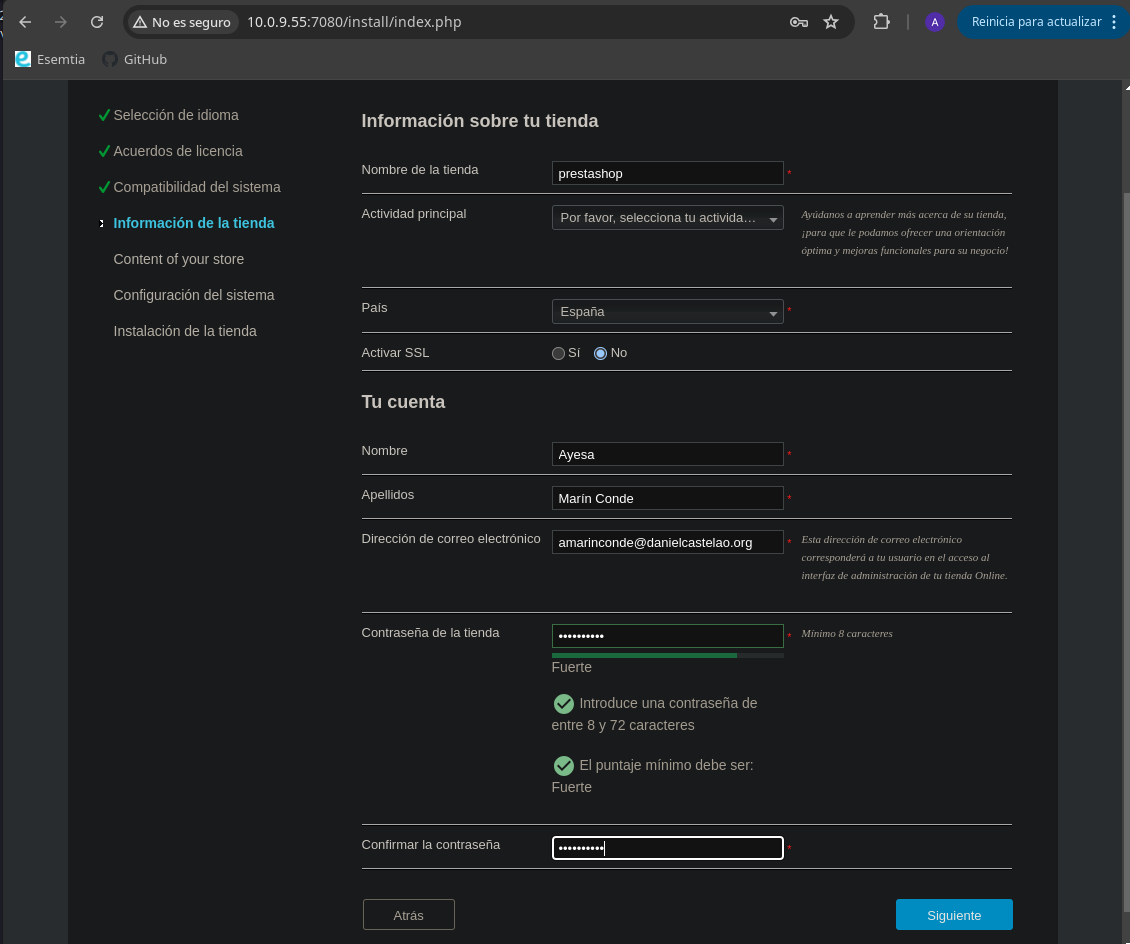 No es seguro 10.0.9.55:7080/install/index.php A Reinicia para actualizar
Esemtia GitHub
Selección de idioma
Acuerdos de licencia
Compatibilidad del sistema
Información de la tienda
Content of your store
Configuración del sistema
Instalación de la tienda
Información sobre tu tienda
Nombre de la tienda prestashop *
Actividad principal Por favor, selecciona tu activida…
Ayúdanos a aprender más acerca de su tienda,
¡para que le podamos ofrecer una orientación
óptima y mejoras funcionales para su negocio!
País España *
Activar SSL Sí No
Tu cuenta
Nombre Ayesa *
Apellidos Marín Conde *
Dirección de correo electrónico amarinconde@danielcastelao.org *
Esta dirección de correo electrónico
corresponderá a tu usuario en el acceso al
interfaz de administración de tu tienda Online.
Contraseña de la tienda •••••••••• * Mínimo 8 caracteres
Fuerte
Introduce una contraseña de
entre 8 y 72 caracteres
El puntaje mínimo debe ser:
Fuerte
Confirmar la contraseña •••••••••• *
Atrás Siguiente